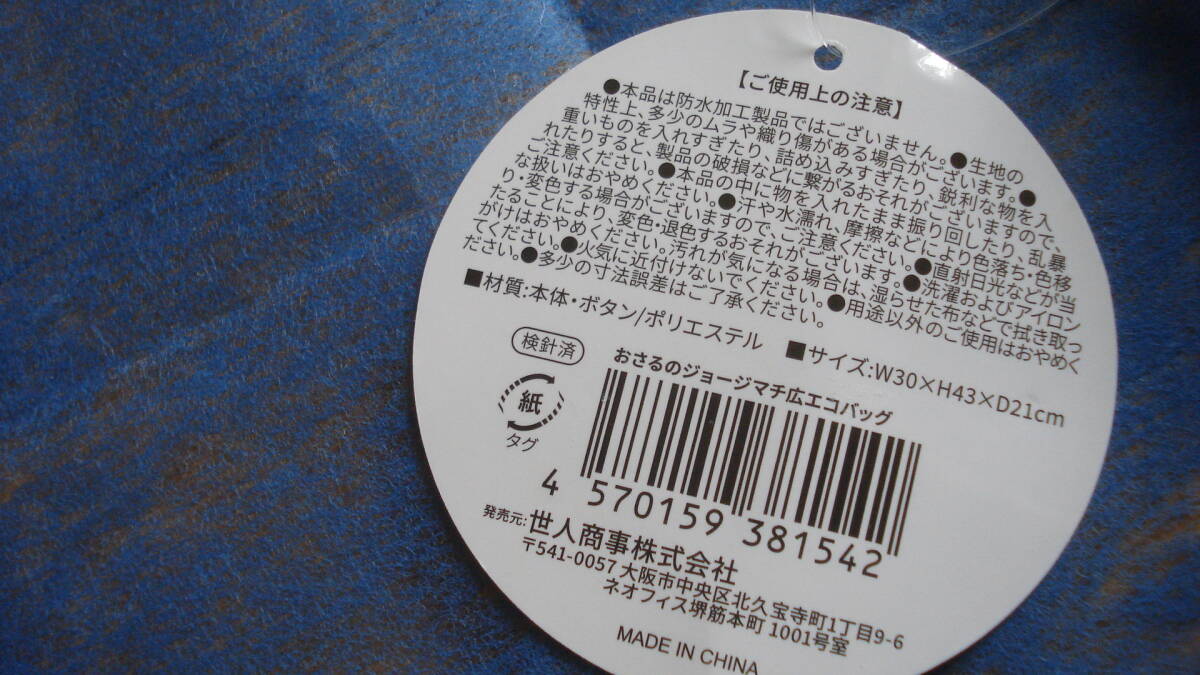 【ご使用上の注意】
●本品は防水加工製品ではございません。●生地の
特性上、多少のムラや織り傷がある場合がございます。●
重いものを入れすぎたり、詰め込みすぎたり、鋭利な物を入
れたりすると、製品の破損などに繋がるおそれがございますので、
ご注意ください。●本品の中に物を入れたまま振り回したり、乱暴
な扱いはおやめください。●汗や水濡れ、摩擦などにより色落ち・色移
り・変色する場合がございますので、ご注意ください。●直射日光などが当
たることにより、変色・退色するおそれがございます。●洗濯およびアイロン
がけはおやめください。汚れが気になる場合は、湿らせた布などで拭き取っ
てください。●火気に近付けないでください。●用途以外のご使用はおやめく
ださい。●多少の寸法誤差はご了承ください。
■材質:本体・ボタン/ポリエステル ■サイズ:W30×H43×D21cm
検針済
紙
タグ
おさるのジョージマチ広エコバッグ
4 570159 381542
発売元:世人商事株式会社
〒541-0057 大阪市中央区北久宝寺町1丁目9-6
ネオフィス堺筋本町 1001号室
MADE IN CHINA